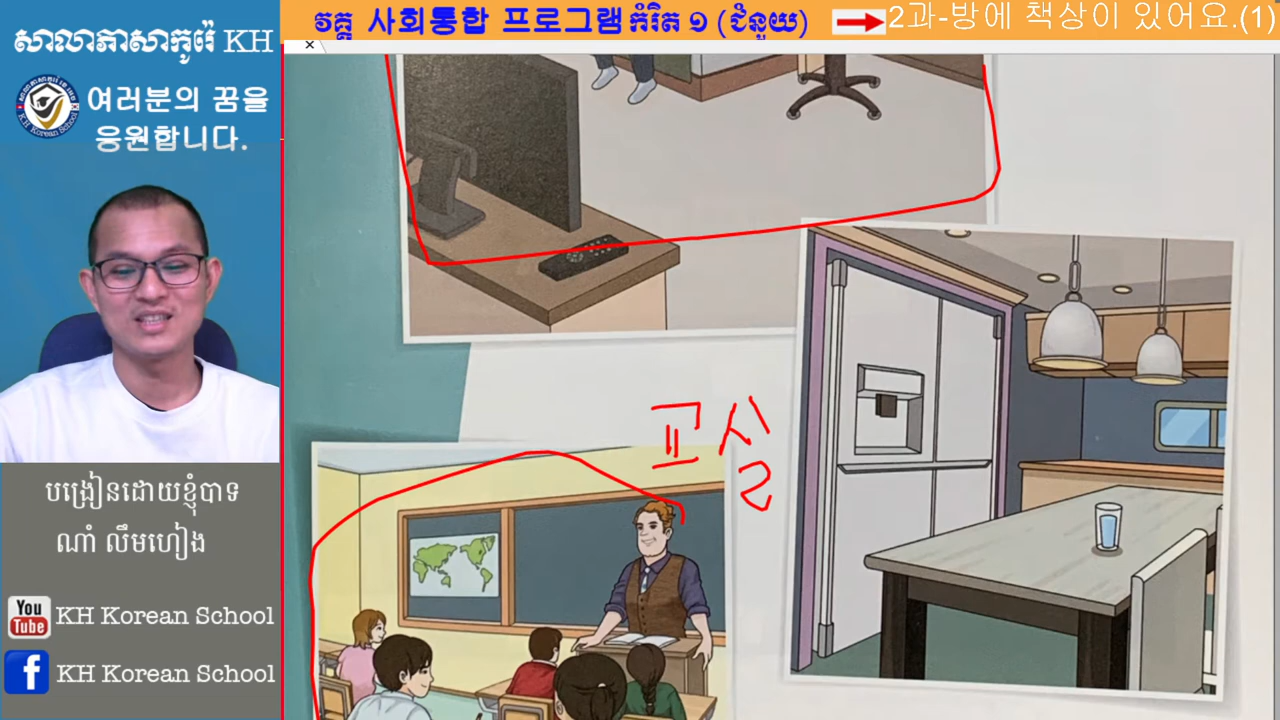 សាលាភាសាកូរ៉េ KH
여러분의 꿈을
응원합니다.
វគ្គ 사회통합 프로그램 កំរិត ១ (ជំនួយ)
2과-방에 책상이 있어요.(1)
교실
បង្រៀនដោយខ្ញុំបាទ
ណាំ លឹមហៀង
You Tube KH Korean School
f KH Korean School